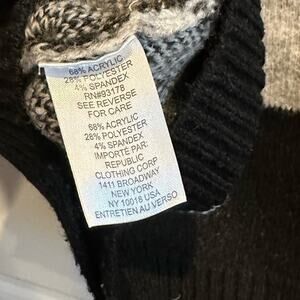 68% ACRYLIC
28% POLYESTER
4% SPANDEX
RN#93178
SEE REVERSE
FOR CARE
68% ACRYLIC
28% POLYESTER
4% SPANDEX
IMPORTÉ PAR:
REPUBLIC
CLOTHING CORP
1411 BROADWAY
NEW YORK
NY 10018 USA
ENTRETIEN AU VERSO